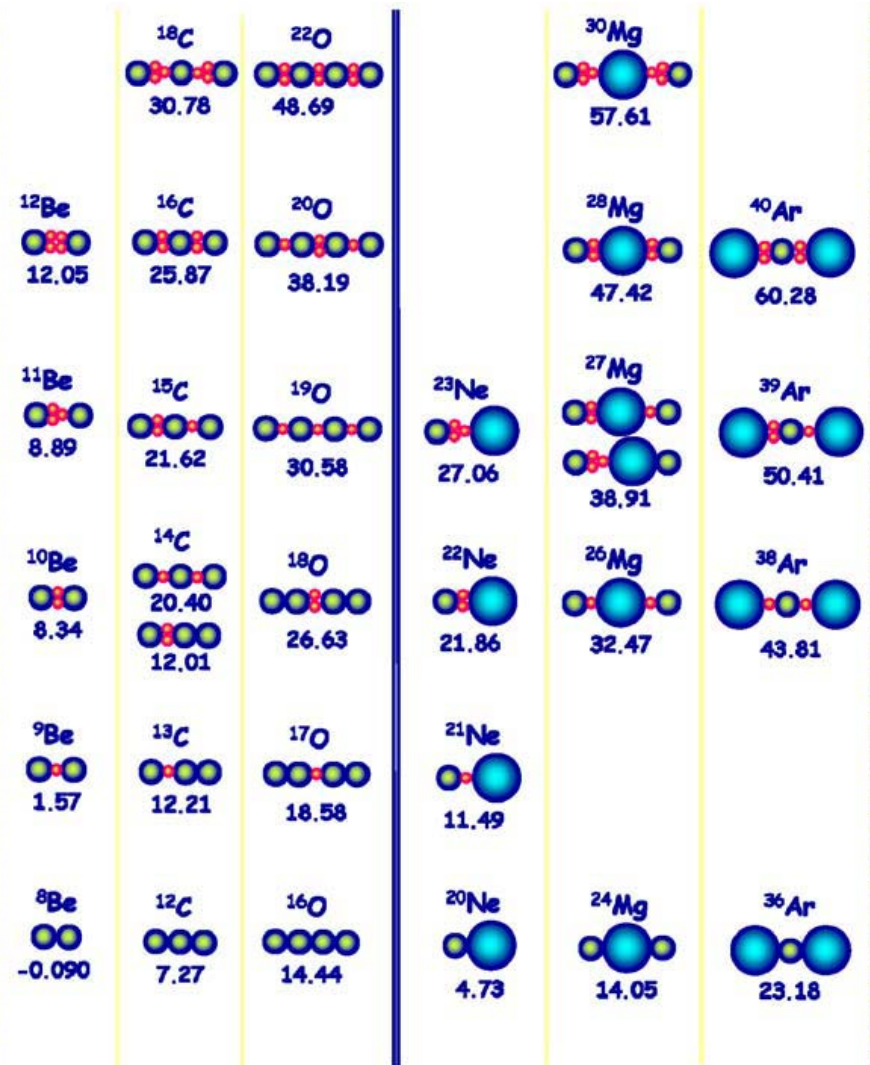 ¹⁸C ²²O ³⁰Mg
30.78 48.69 57.61
¹²Be ¹⁶C ²⁰O ²⁸Mg ⁴⁰Ar
12.05 25.87 38.19 47.42 60.28
¹¹Be ¹⁵C ¹⁹O ²³Ne ²⁷Mg ³⁹Ar
8.89 21.62 30.58 27.06 38.91 50.41
¹⁰Be ¹⁴C ¹⁸O ²²Ne ²⁶Mg ³⁸Ar
8.34 20.40 26.63 21.86 32.47 43.81
12.01
⁹Be ¹³C ¹⁷O ²¹Ne
1.57 12.21 18.58 11.49
⁸Be ¹²C ¹⁶O ²⁰Ne ²⁴Mg ³⁶Ar
-0.090 7.27 14.44 4.73 14.05 23.18